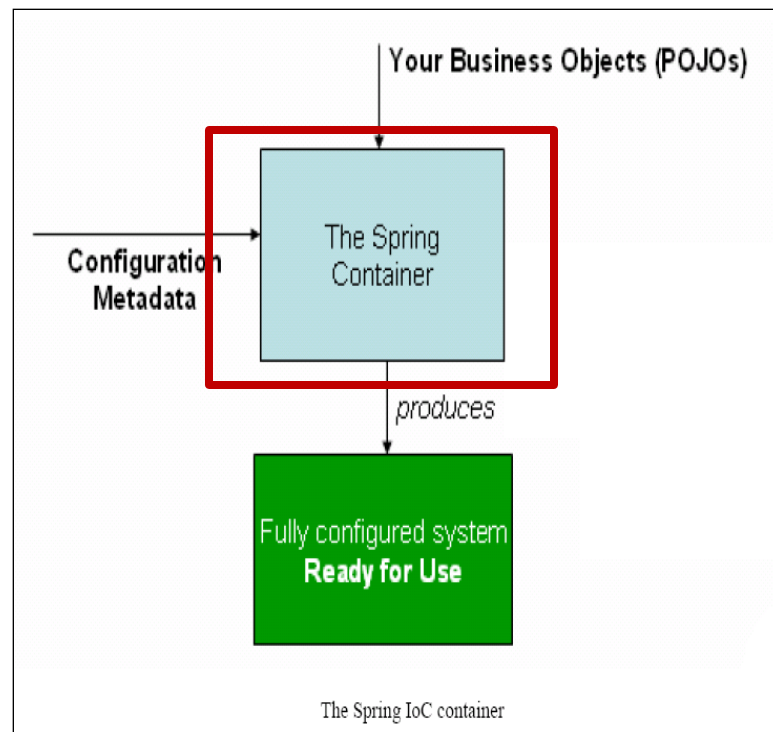 Your Business Objects (POJOs)
The Spring
Container
Configuration
Metadata
produces
Fully configured system
Ready for Use
The Spring IoC container